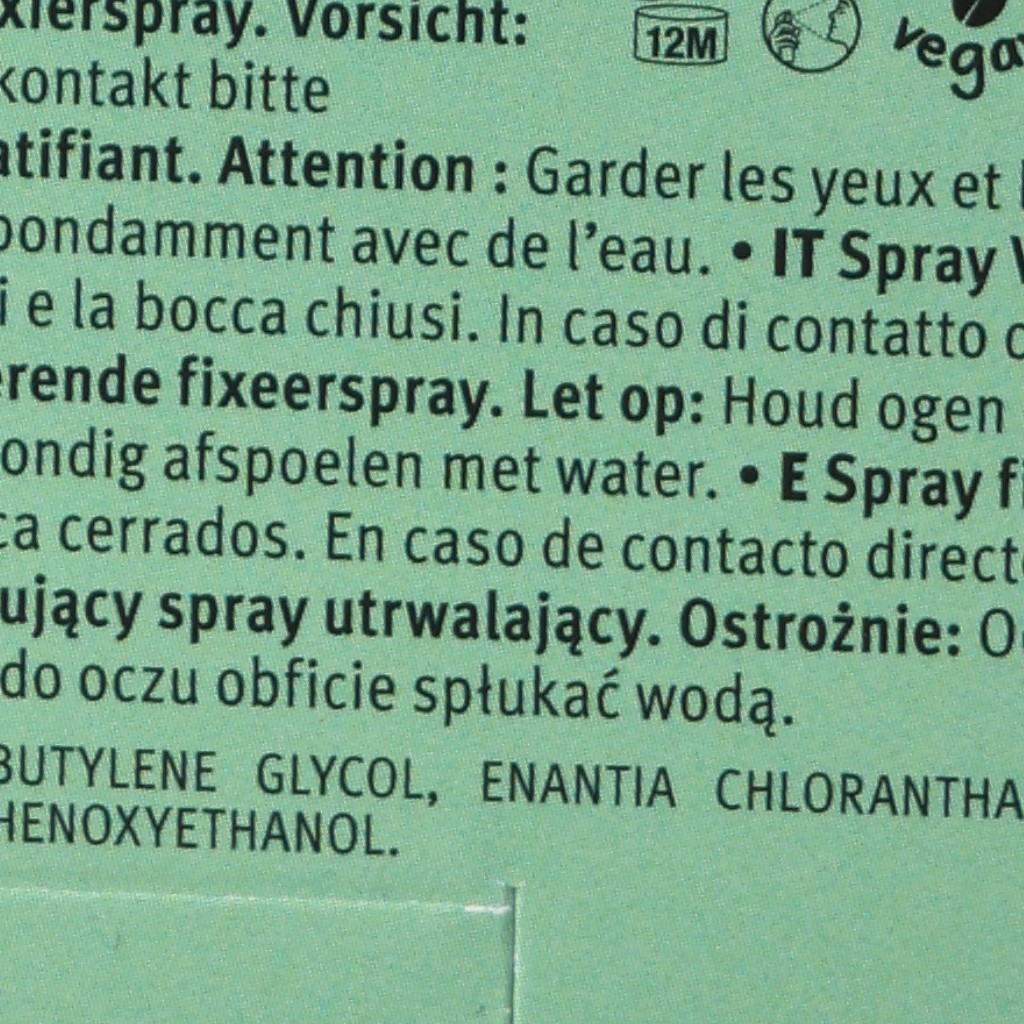 xierspray. Vorsicht:
12M
vega
kontakt bitte
atifiant. Attention : Garder les yeux et
bondamment avec de l'eau. • IT Spray
i e la bocca chiusi. In caso di contatto
erende fixeerspray. Let op: Houd ogen
ondig afspoelen met water. • E Spray fi
ca cerrados. En caso de contacto direct
ujący spray utrwalający. Ostrożnie: O
do oczu obficie spłukać wodą.
BUTYLENE GLYCOL, ENANTIA CHLORANTHA
HENOXYETHANOL.